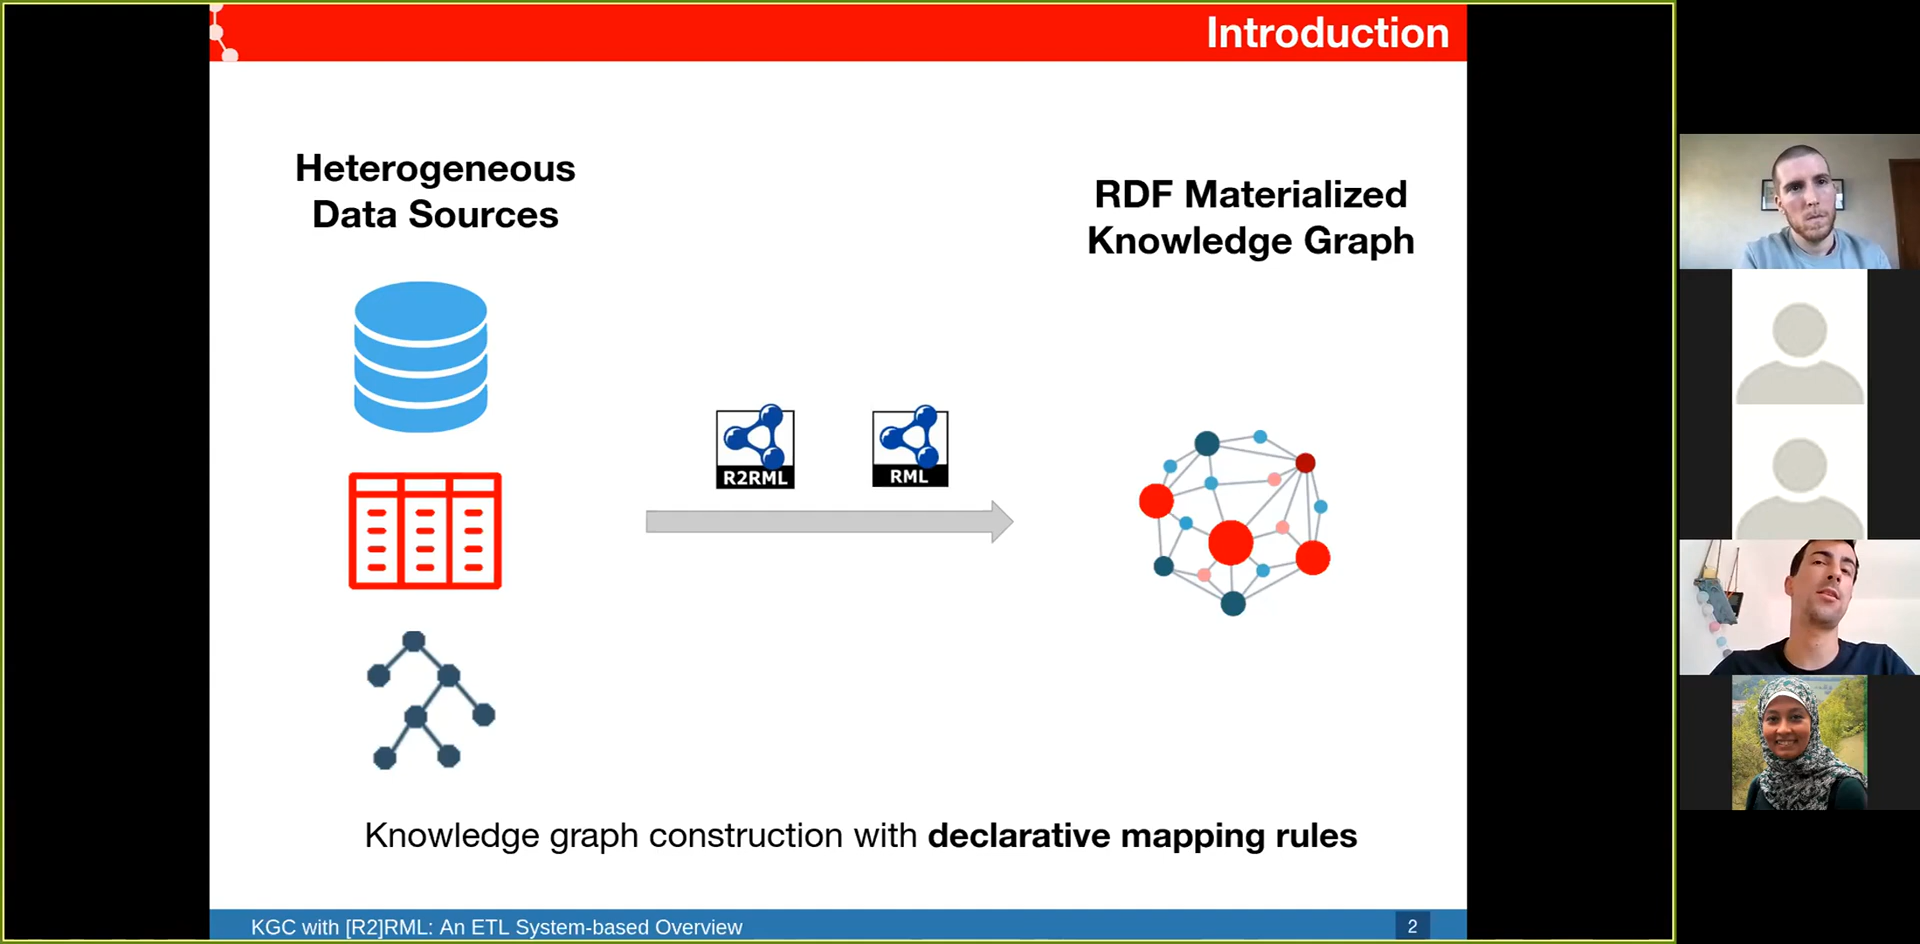 Introduction
Heterogeneous
Data Sources
RDF Materialized
Knowledge Graph
R2RML
RML
Knowledge graph construction with declarative mapping rules
KGC with [R2]RML: An ETL System-based Overview
2